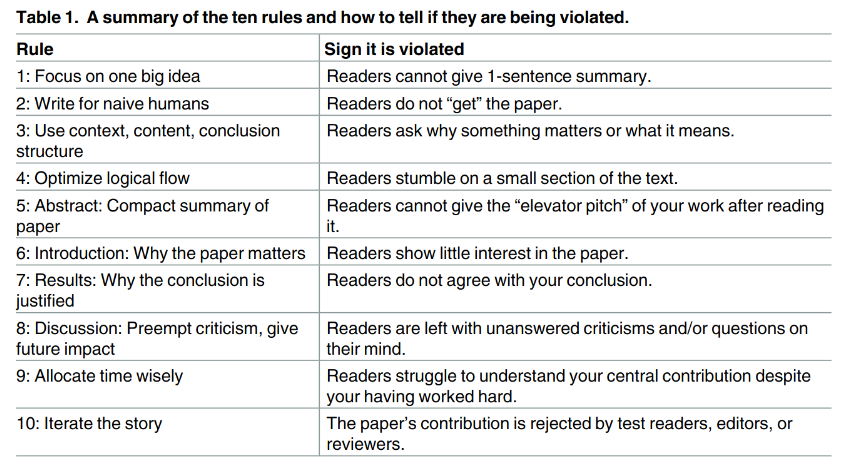 Table 1. A summary of the ten rules and how to tell if they are being violated.
Rule Sign it is violated
1: Focus on one big idea Readers cannot give 1-sentence summary.
2: Write for naive humans Readers do not “get” the paper.
3: Use context, content, conclusion Readers ask why something matters or what it means.
structure
4: Optimize logical flow Readers stumble on a small section of the text.
5: Abstract: Compact summary of Readers cannot give the “elevator pitch” of your work after reading
paper it.
6: Introduction: Why the paper matters Readers show little interest in the paper.
7: Results: Why the conclusion is Readers do not agree with your conclusion.
justified
8: Discussion: Preempt criticism, give Readers are left with unanswered criticisms and/or questions on
future impact their mind.
9: Allocate time wisely Readers struggle to understand your central contribution despite
your having worked hard.
10: Iterate the story The paper’s contribution is rejected by test readers, editors, or
reviewers.